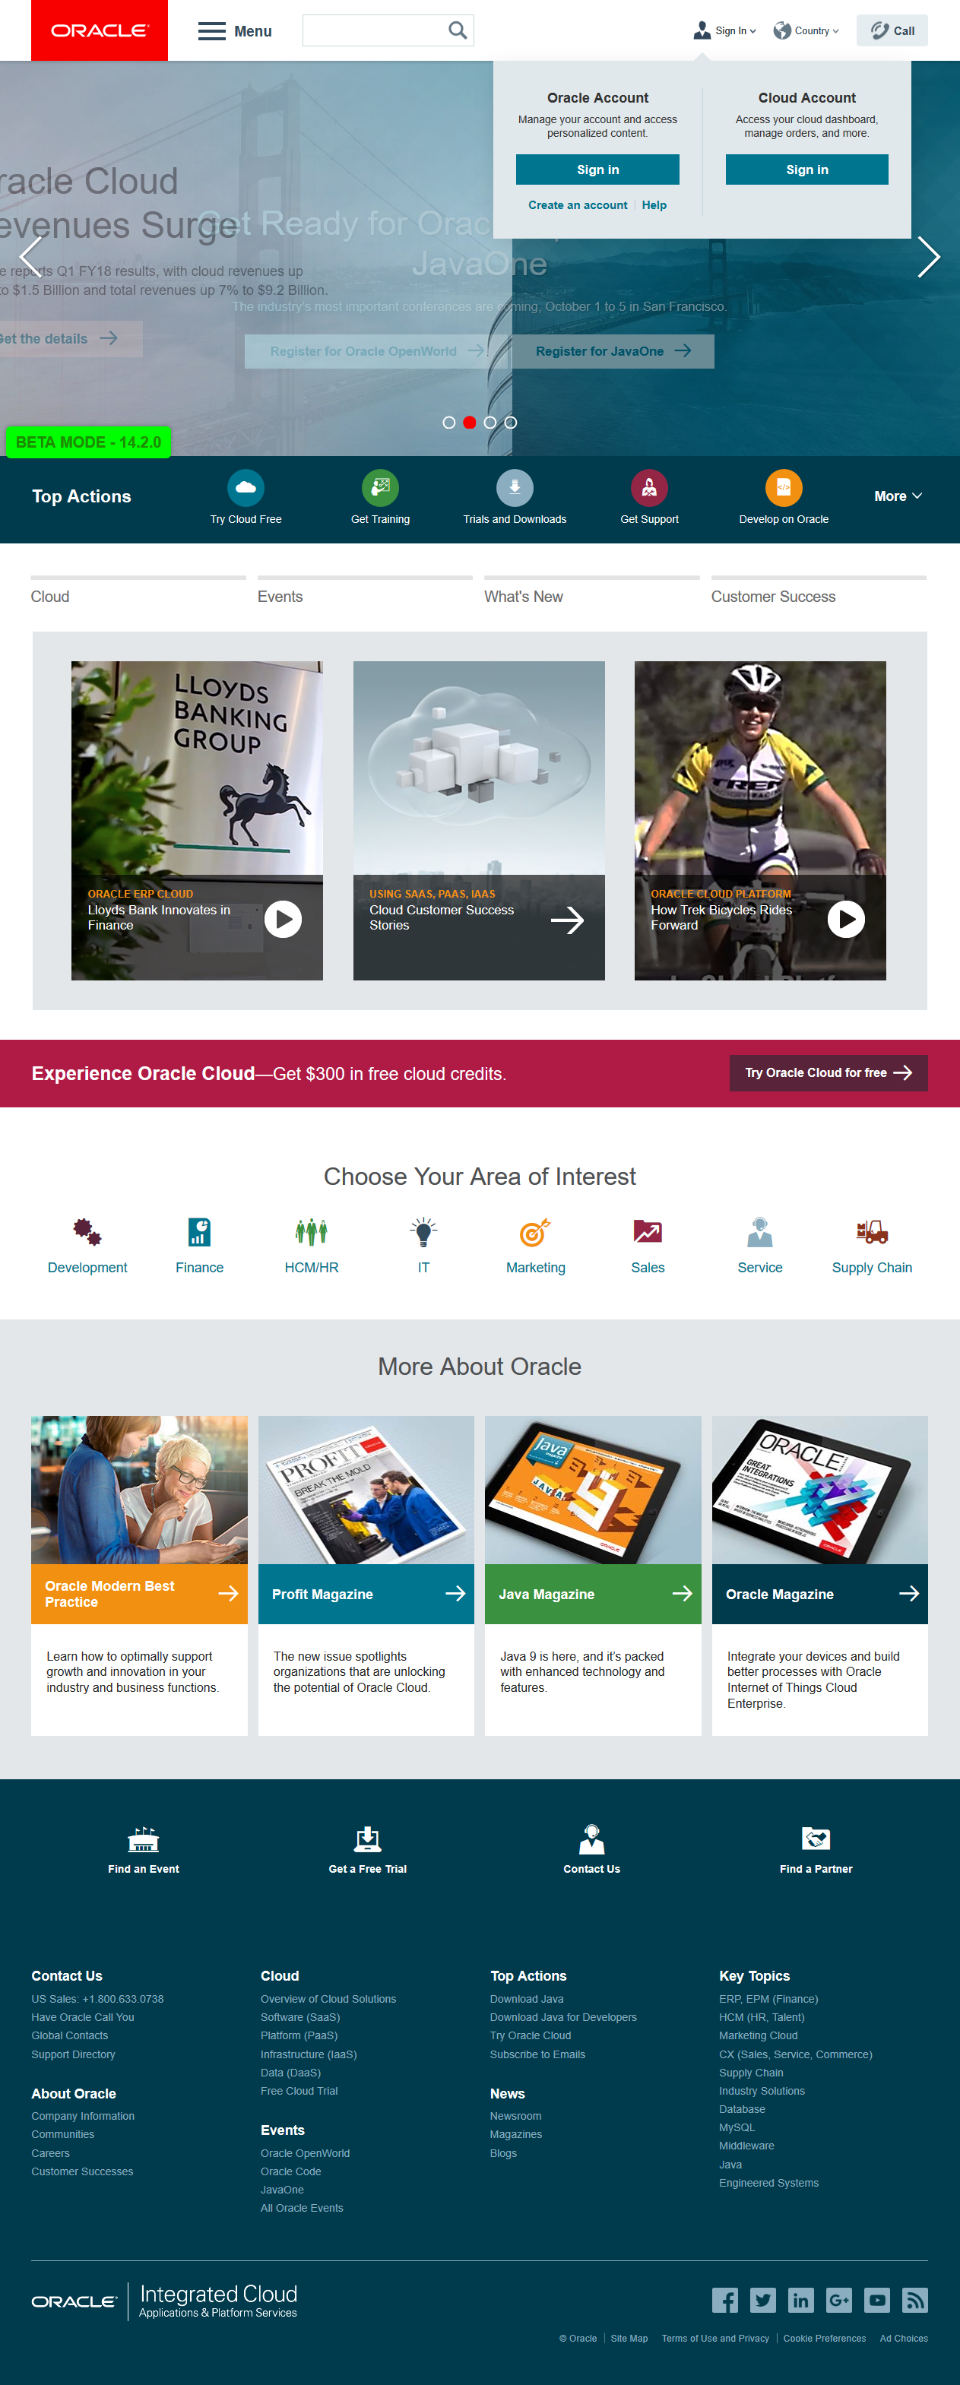 ORACLE
Menu
Sign In
Country
Call
Oracle Account
Manage your account and access
personalized content.
Sign in
Create an account
Help
Cloud Account
Access your cloud dashboard,
manage orders, and more.
Sign in
racle Cloud
evenues Surge
e reports Q1 FY18 results, with cloud revenues up
o $1.5 Billion and total revenues up 7% to $9.2 Billion.
Get the details
Get Ready for Orac
JavaOne
The industry's most important conferences are coming, October 1 to 5 in San Francisco.
Register for Oracle OpenWorld
Register for JavaOne
BETA MODE - 14.2.0
Top Actions
Try Cloud Free
Get Training
Trials and Downloads
Get Support
Develop on Oracle
More
Cloud
Events
What's New
Customer Success
LLOYDS
BANKING
GROUP
ORACLE ERP CLOUD
Lloyds Bank Innovates in
Finance
USING SAAS, PAAS, IAAS
Cloud Customer Success
Stories
TREK
ORACLE CLOUD PLATFORM
How Trek Bicycles Rides
Forward
Experience Oracle Cloud—Get $300 in free cloud credits.
Try Oracle Cloud for free
Choose Your Area of Interest
Development
Finance
HCM/HR
IT
Marketing
Sales
Service
Supply Chain
More About Oracle
PROFIT
BREAK THE MOLD
Java
JAVA
ORACLE
GREAT
INTEGRATIONS
Oracle Modern Best
Practice
Profit Magazine
Java Magazine
Oracle Magazine
Learn how to optimally support
growth and innovation in your
industry and business functions.
The new issue spotlights
organizations that are unlocking
the potential of Oracle Cloud.
Java 9 is here, and it's packed
with enhanced technology and
features.
Integrate your devices and build
better processes with Oracle
Internet of Things Cloud
Enterprise.
Find an Event
Get a Free Trial
Contact Us
Find a Partner
Contact Us
US Sales: +1.800.633.0738
Have Oracle Call You
Global Contacts
Support Directory
About Oracle
Company Information
Communities
Careers
Customer Successes
Cloud
Overview of Cloud Solutions
Software (SaaS)
Platform (PaaS)
Infrastructure (IaaS)
Data (DaaS)
Free Cloud Trial
Events
Oracle OpenWorld
Oracle Code
JavaOne
All Oracle Events
Top Actions
Download Java
Download Java for Developers
Try Oracle Cloud
Subscribe to Emails
News
Newsroom
Magazines
Blogs
Key Topics
ERP, EPM (Finance)
HCM (HR, Talent)
Marketing Cloud
CX (Sales, Service, Commerce)
Supply Chain
Industry Solutions
Database
MySQL
Middleware
Java
Engineered Systems
ORACLE
Integrated Cloud
Applications & Platform Services
© Oracle
Site Map
Terms of Use and Privacy
Cookie Preferences
Ad Choices